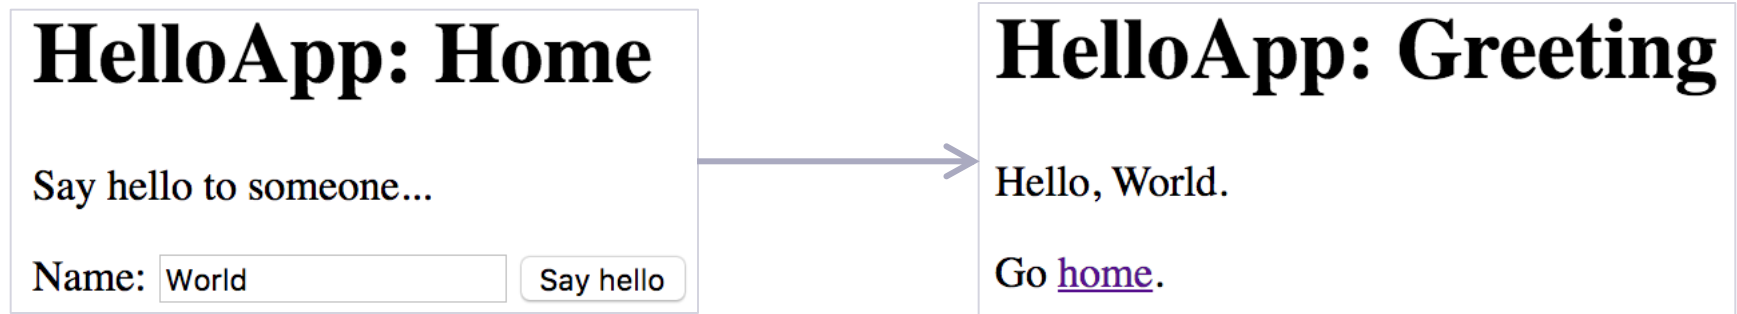 HelloApp: Home
Say hello to someone...
Name: World Say hello
HelloApp: Greeting
Hello, World.
Go home.